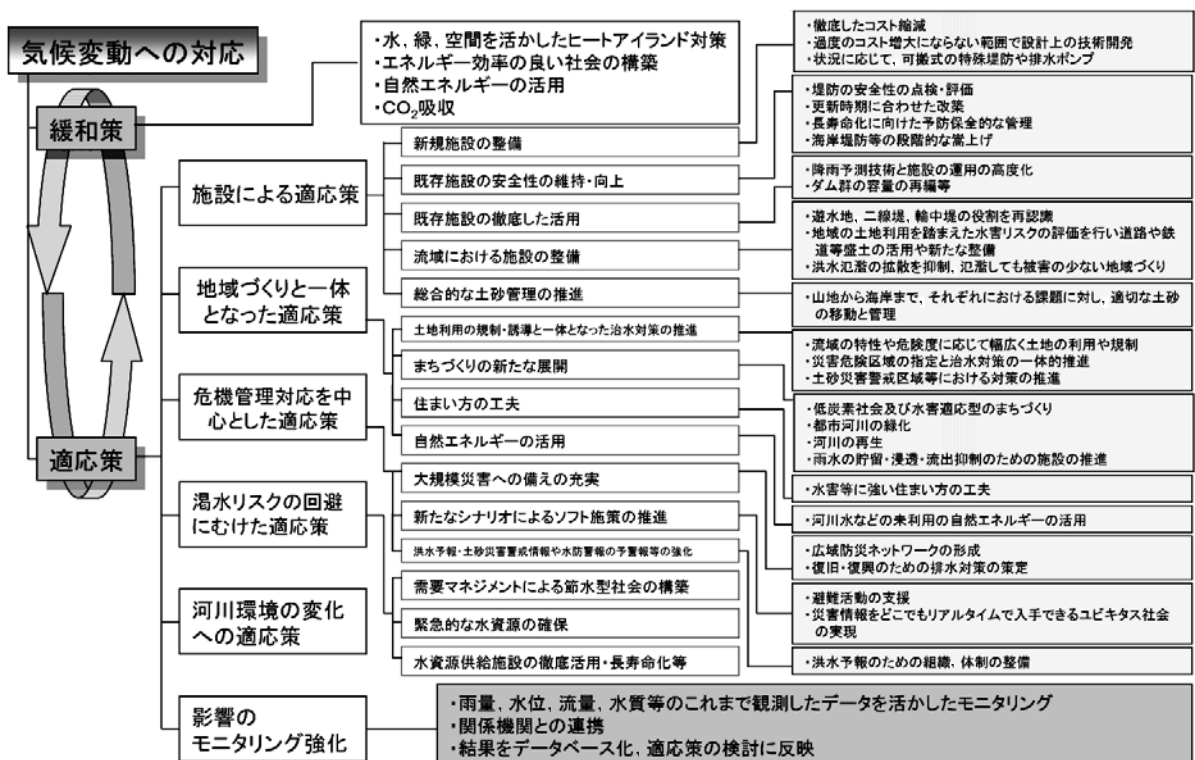 気候変動への対応
緩和策
適応策
・水，緑，空間を活かしたヒートアイランド対策
・エネルギー効率の良い社会の構築
・自然エネルギーの活用
・CO₂吸収
施設による適応策
地域づくりと一体
となった適応策
危機管理対応を中
心とした適応策
渇水リスクの回避
にむけた適応策
河川環境の変化
への適応策
影響の
モニタリング強化
新規施設の整備
既存施設の安全性の維持・向上
既存施設の徹底した活用
流域における施設の整備
総合的な土砂管理の推進
土地利用の規制・誘導と一体となった治水対策の推進
まちづくりの新たな展開
住まい方の工夫
自然エネルギーの活用
大規模災害への備えの充実
新たなシナリオによるソフト施策の推進
洪水予報・土砂災害警戒情報や水防警報の予警報等の強化
需要マネジメントによる節水型社会の構築
緊急的な水資源の確保
水資源供給施設の徹底活用・長寿命化等
・徹底したコスト縮減
・過度のコスト増大にならない範囲で設計上の技術開発
・状況に応じて，可搬式の特殊堤防や排水ポンプ
・堤防の安全性の点検・評価
・更新時期に合わせた改築
・長寿命化に向けた予防保全的な管理
・海岸堤防等の段階的な嵩上げ
・降雨予測技術と施設の運用の高度化
・ダム群の容量の再編等
・遊水地，二線堤，輪中堤の役割を再認識
・地域の土地利用を踏まえた水害リスクの評価を行い道路や鉄
道等盛土の活用や新たな整備
・洪水氾濫の拡散を抑制，氾濫しても被害の少ない地域づくり
・山地から海岸まで，それぞれにおける課題に対し，適切な土砂
の移動と管理
・流域の特性や危険度に応じて幅広く土地の利用や規制
・災害危険区域の指定と治水対策の一体的推進
・土砂災害警戒区域等における対策の推進
・低炭素社会及び水害適応型のまちづくり
・都市河川の緑化
・河川の再生
・雨水の貯留・浸透・流出抑制のための施設の推進
・水害等に強い住まい方の工夫
・河川水などの未利用の自然エネルギーの活用
・広域防災ネットワークの形成
・復旧・復興のための排水対策の策定
・避難活動の支援
・災害情報をどこでもリアルタイムで入手できるユビキタス社会
の実現
・洪水予報のための組織，体制の整備
・雨量，水位，流量，水質等のこれまで観測したデータを活かしたモニタリング
・関係機関との連携
・結果をデータベース化，適応策の検討に反映